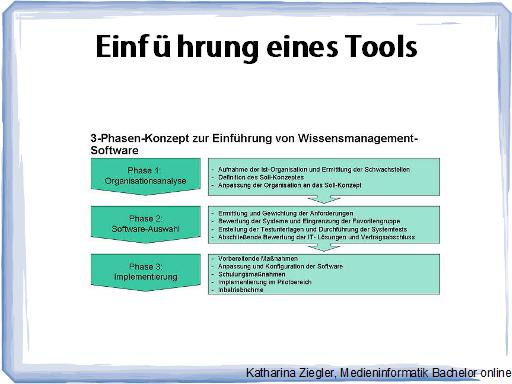 Einführung eines Tools
3-Phasen-Konzept zur Einführung von Wissensmanagement-
Software
Phase 1:
Organisationsanalyse
- Aufnahme der Ist-Organisation und Ermittlung der Schwachstellen
- Definition des Soll-Konzeptes
- Anpassung der Organisation an das Soll-Konzept
Phase 2:
Software-Auswahl
- Ermittlung und Gewichtung der Anforderungen
- Bewertung der Systeme und Eingrenzung der Favoritengruppe
- Erstellung der Testunterlagen und Durchführung der Systemtests
- Abschließende Bewertung der IT- Lösungen und Vertragsabschluss
Phase 3:
Implementierung
- Vorbereitende Maßnahmen
- Anpassung und Konfiguration der Software
- Schulungsmaßnahmen
- Implementierung im Pilotbereich
- Inbetriebnahme
Katharina Ziegler, Medieninformatik Bachelor online